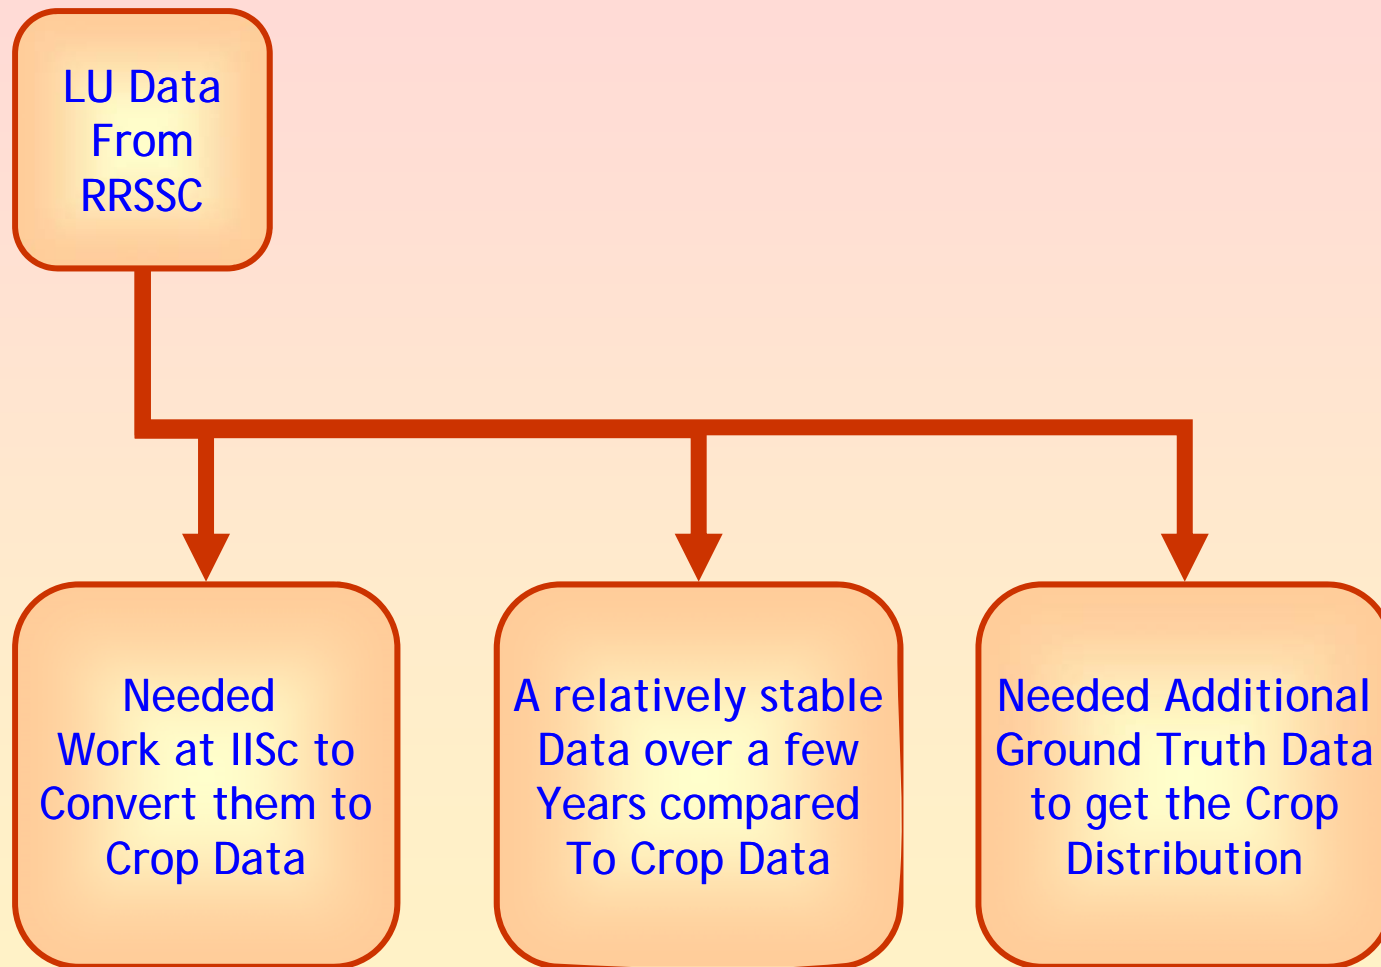 LU Data
From
RRSSC
Needed
Work at IISc to
Convert them to
Crop Data
A relatively stable
Data over a few
Years compared
To Crop Data
Needed Additional
Ground Truth Data
to get the Crop
Distribution